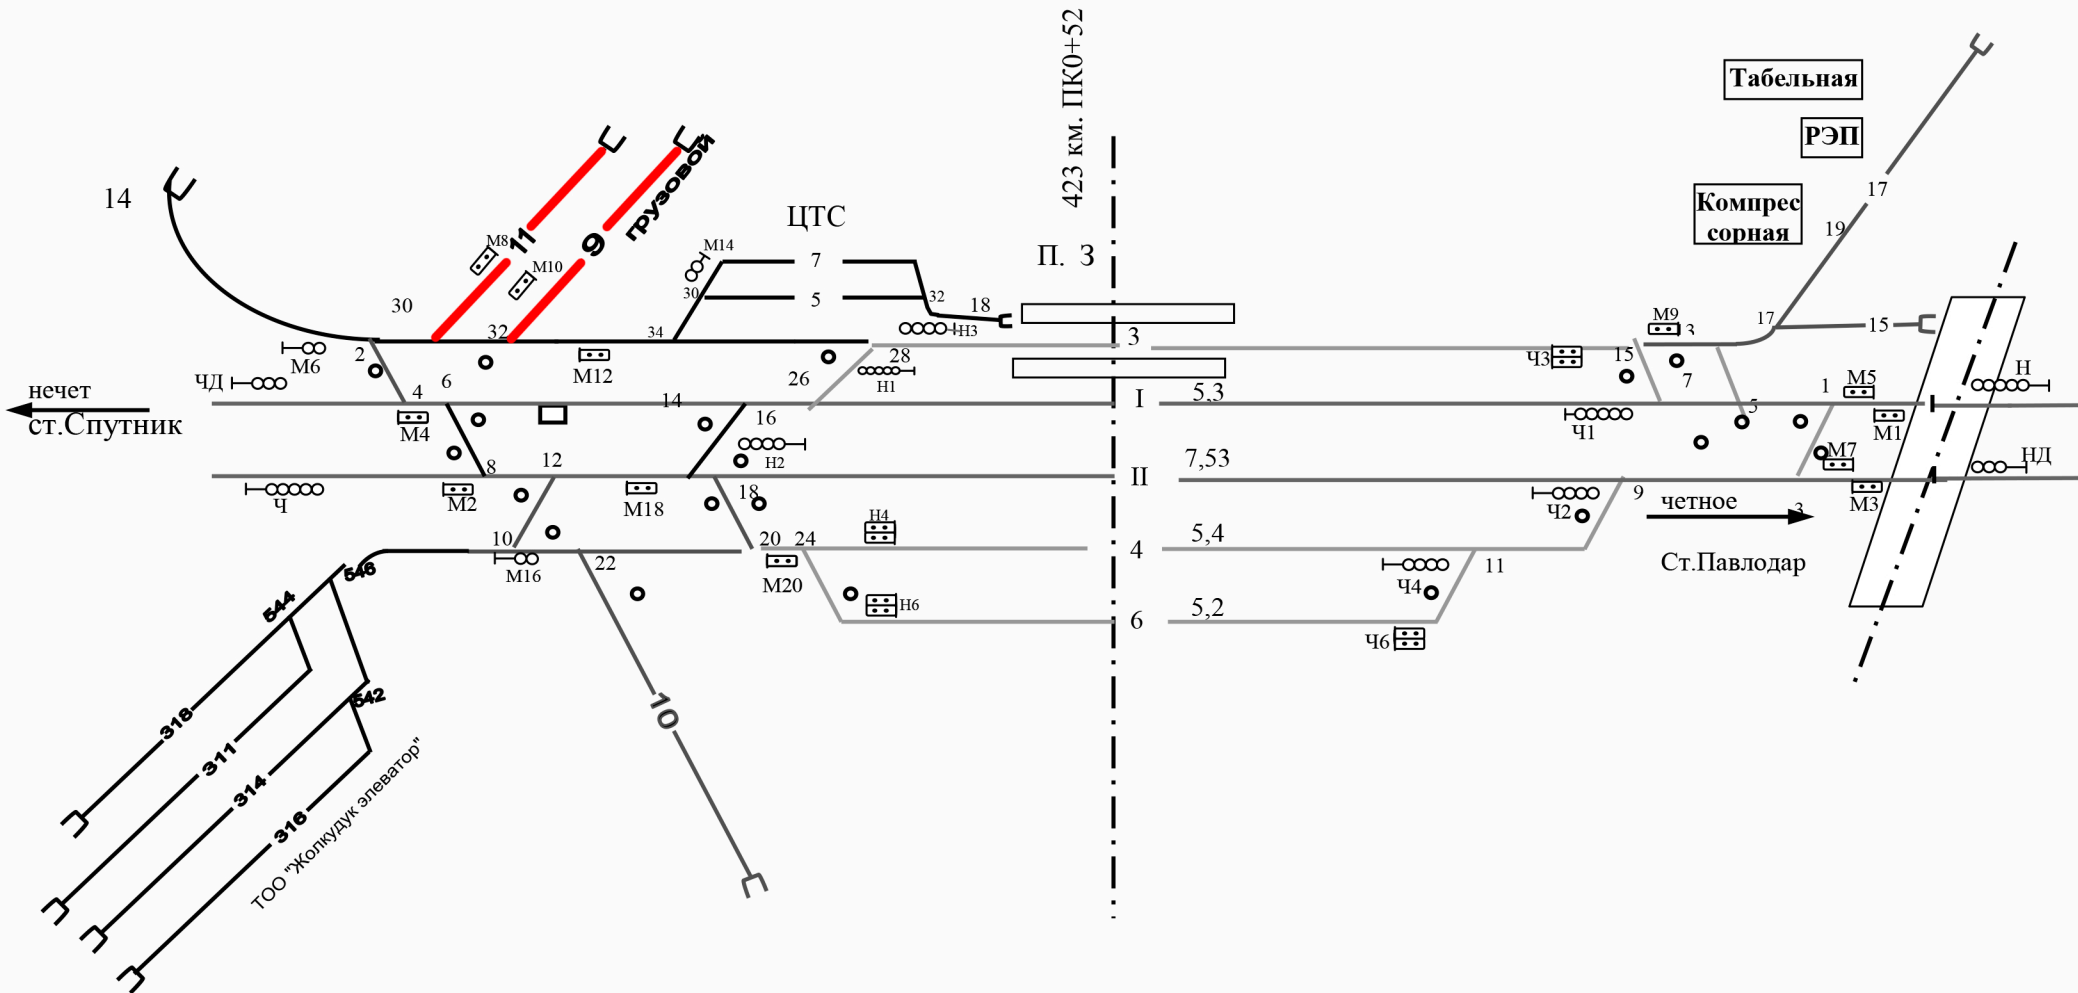 423 км. ПК0+52
Табельная
РЭП
Компрес
сорная
14
11
9
грузовой
ЦТС
П. З
М8
М10
М14
7
5
30
32
18
30
32
34
Н3
3
М9
3
17
15
17
19
М6
2
ЧД
6
4
М12
26
28
Н1
Ч3
15
7
1
М5
Н
нечет
ст.Спутник
М4
14
16
I
5,3
Ч1
5
М1
Н2
М7
НД
8
12
II
7,53
Ч
М2
М18
18
9
четное
3
М3
Ч2
Н4
10
М16
22
20
24
М20
4
5,4
Ч4
11
Ст.Павлодар
Н6
6
5,2
Ч6
546
544
542
10
318
311
314
316
ТОО "Жолкудук элеватор"